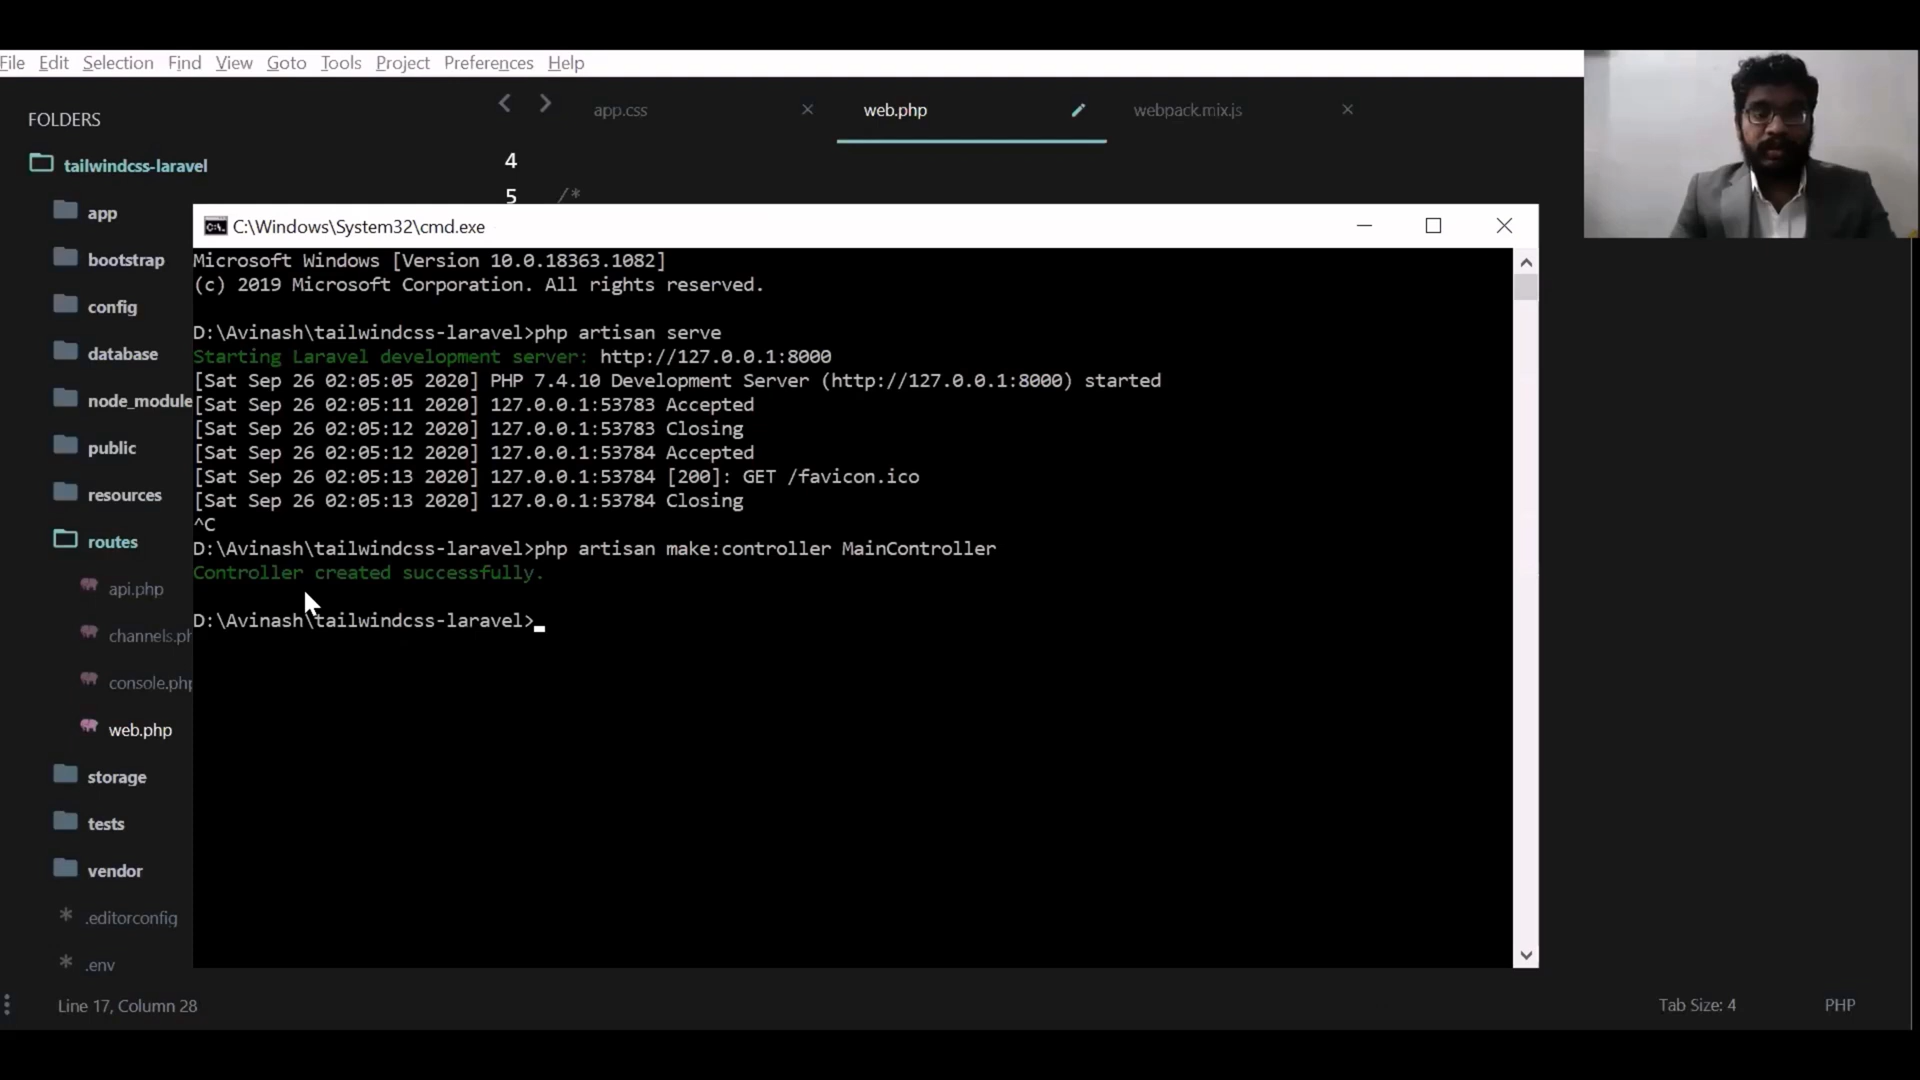 File Edit Selection Find View Goto Tools Project Preferences Help
FOLDERS
tailwindcss-laravel
app
bootstrap
config
database
node_module
public
resources
routes
api.php
channels.ph
console.php
web.php
storage
tests
vendor
.editorconfig
.env
app.css
web.php
webpack.mix.js
4
5 /*
C:\Windows\System32\cmd.exe
Microsoft Windows [Version 10.0.18363.1082]
(c) 2019 Microsoft Corporation. All rights reserved.
D:\Avinash\tailwindcss-laravel>php artisan serve
Starting Laravel development server: http://127.0.0.1:8000
[Sat Sep 26 02:05:05 2020] PHP 7.4.10 Development Server (http://127.0.0.1:8000) started
[Sat Sep 26 02:05:11 2020] 127.0.0.1:53783 Accepted
[Sat Sep 26 02:05:12 2020] 127.0.0.1:53783 Closing
[Sat Sep 26 02:05:12 2020] 127.0.0.1:53784 Accepted
[Sat Sep 26 02:05:13 2020] 127.0.0.1:53784 [200]: GET /favicon.ico
[Sat Sep 26 02:05:13 2020] 127.0.0.1:53784 Closing
^C
D:\Avinash\tailwindcss-laravel>php artisan make:controller MainController
Controller created successfully.
D:\Avinash\tailwindcss-laravel>
Line 17, Column 28
Tab Size: 4
PHP